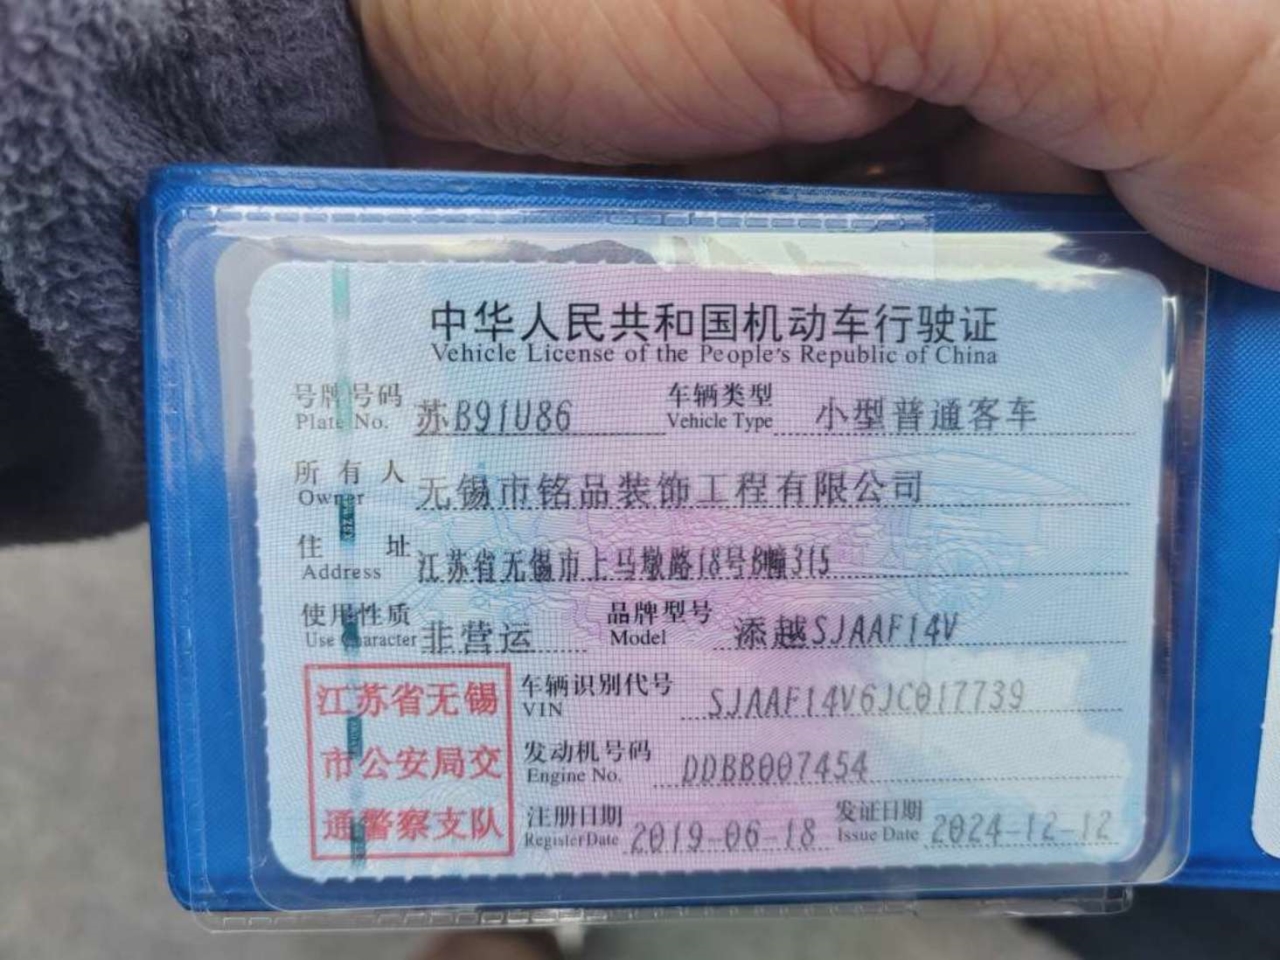 中华人民共和国机动车行驶证
Vehicle License of the People's Republic of China
号牌号码 苏B91U86 车辆类型 小型普通客车
Plate No. Vehicle Type
所有人 无锡市铭品装饰工程有限公司
Owner
住址 江苏省无锡市上马墩路18号B幢315
Address
使用性质 非营运 品牌型号 添越SJAAF14V
Use Character Model
江苏省无锡
市公安局交
通警察支队
车辆识别代号 SJAAF14V6JC017739
VIN
发动机号码 DDBB007454
Engine No.
注册日期 2019-06-18 发证日期 2024-12-12
Register Date Issue Date